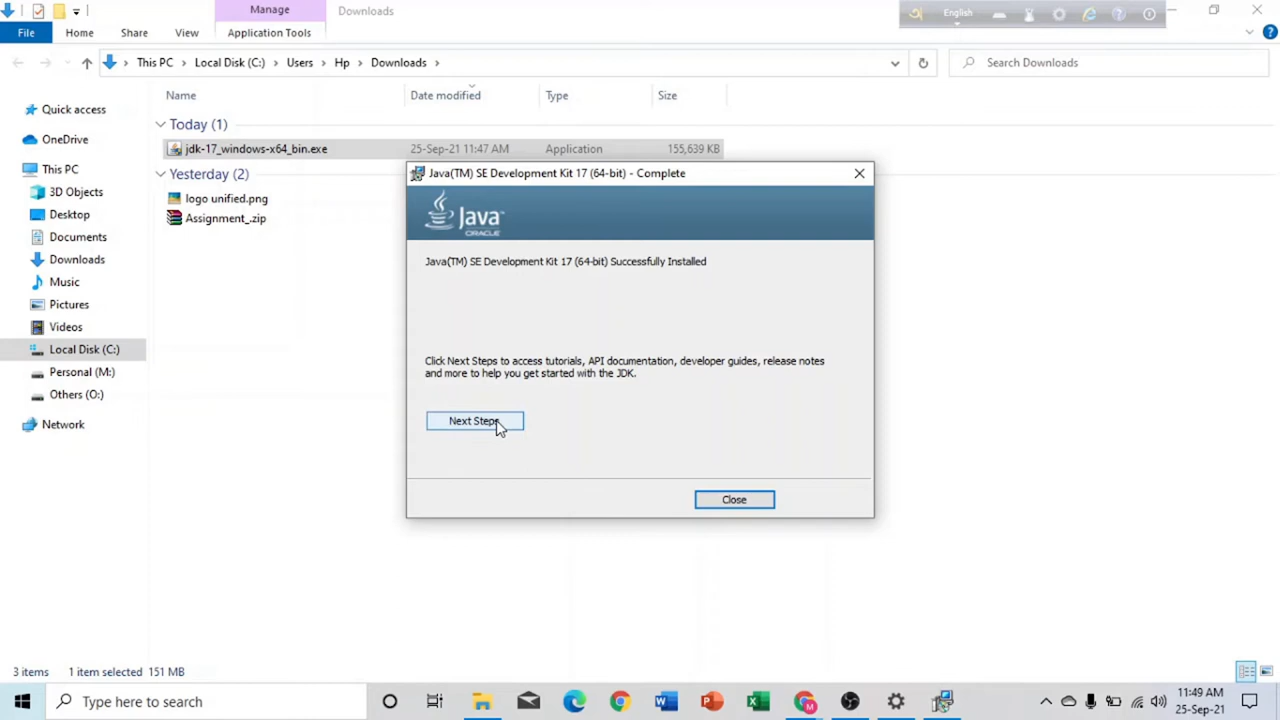 Manage
Downloads
English
File
Home
Share
View
Application Tools
This PC
Local Disk (C:)
Users
Hp
Downloads
Search Downloads
Name
Date modified
Type
Size
Quick access
OneDrive
This PC
3D Objects
Desktop
Documents
Downloads
Music
Pictures
Videos
Local Disk (C:)
Personal (M:)
Others (O:)
Network
Today (1)
jdk-17_windows-x64_bin.exe
25-Sep-21 11:47 AM
Application
155,639 KB
Yesterday (2)
logo unified.png
Assignment_.zip
Java(TM) SE Development Kit 17 (64-bit) - Complete
Java
ORACLE
Java(TM) SE Development Kit 17 (64-bit) Successfully Installed
Click Next Steps to access tutorials, API documentation, developer guides, release notes
and more to help you get started with the JDK.
Next Steps
Close
3 items
1 item selected 151 MB
Type here to search
11:49 AM
25-Sep-21